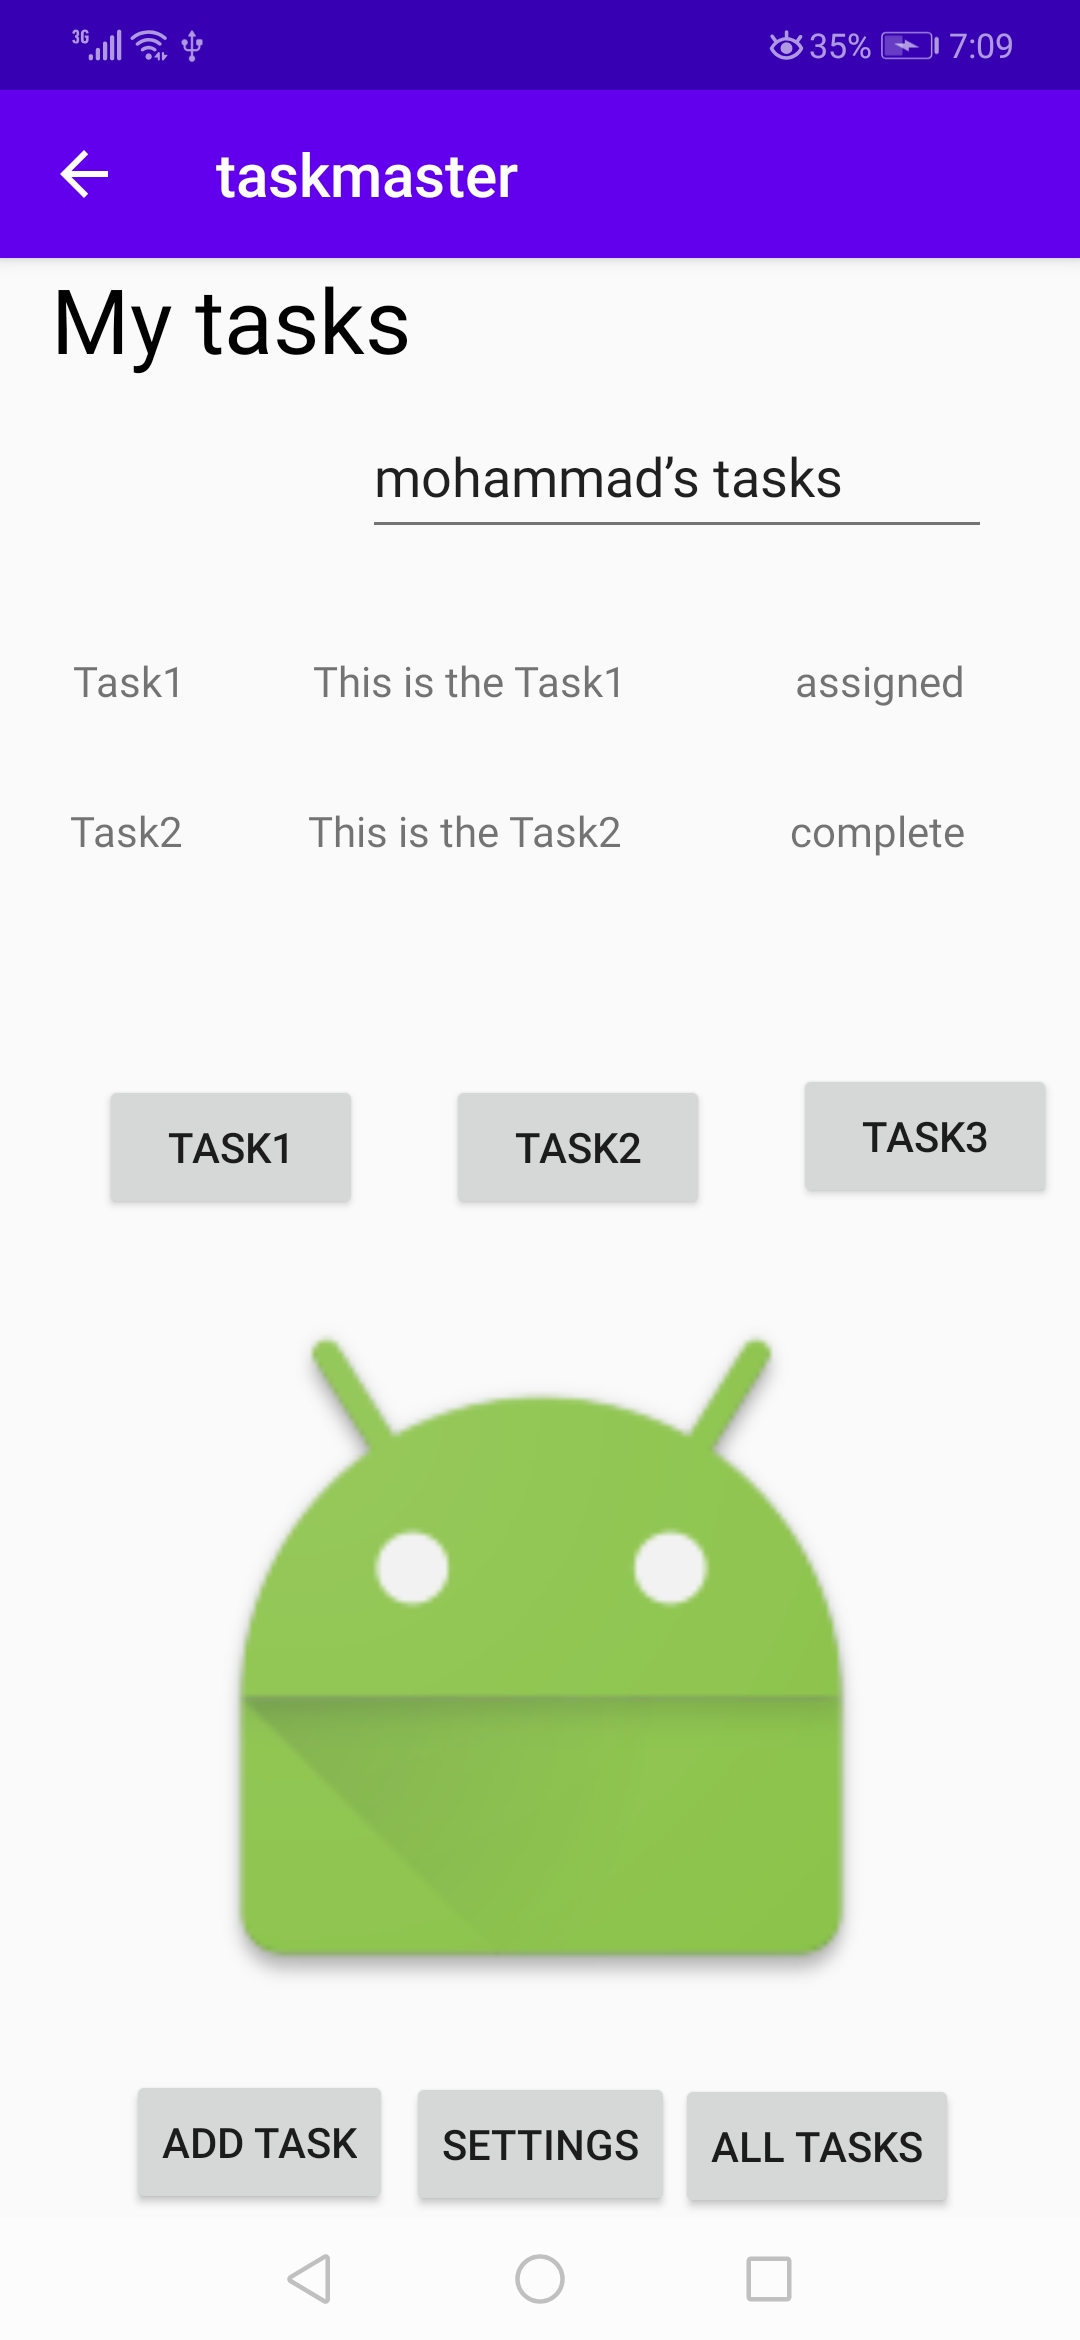 3G 35% 7:09
taskmaster
My tasks
mohammad’s tasks
Task1 This is the Task1 assigned
Task2 This is the Task2 complete
TASK1 TASK2 TASK3
ADD TASK SETTINGS ALL TASKS